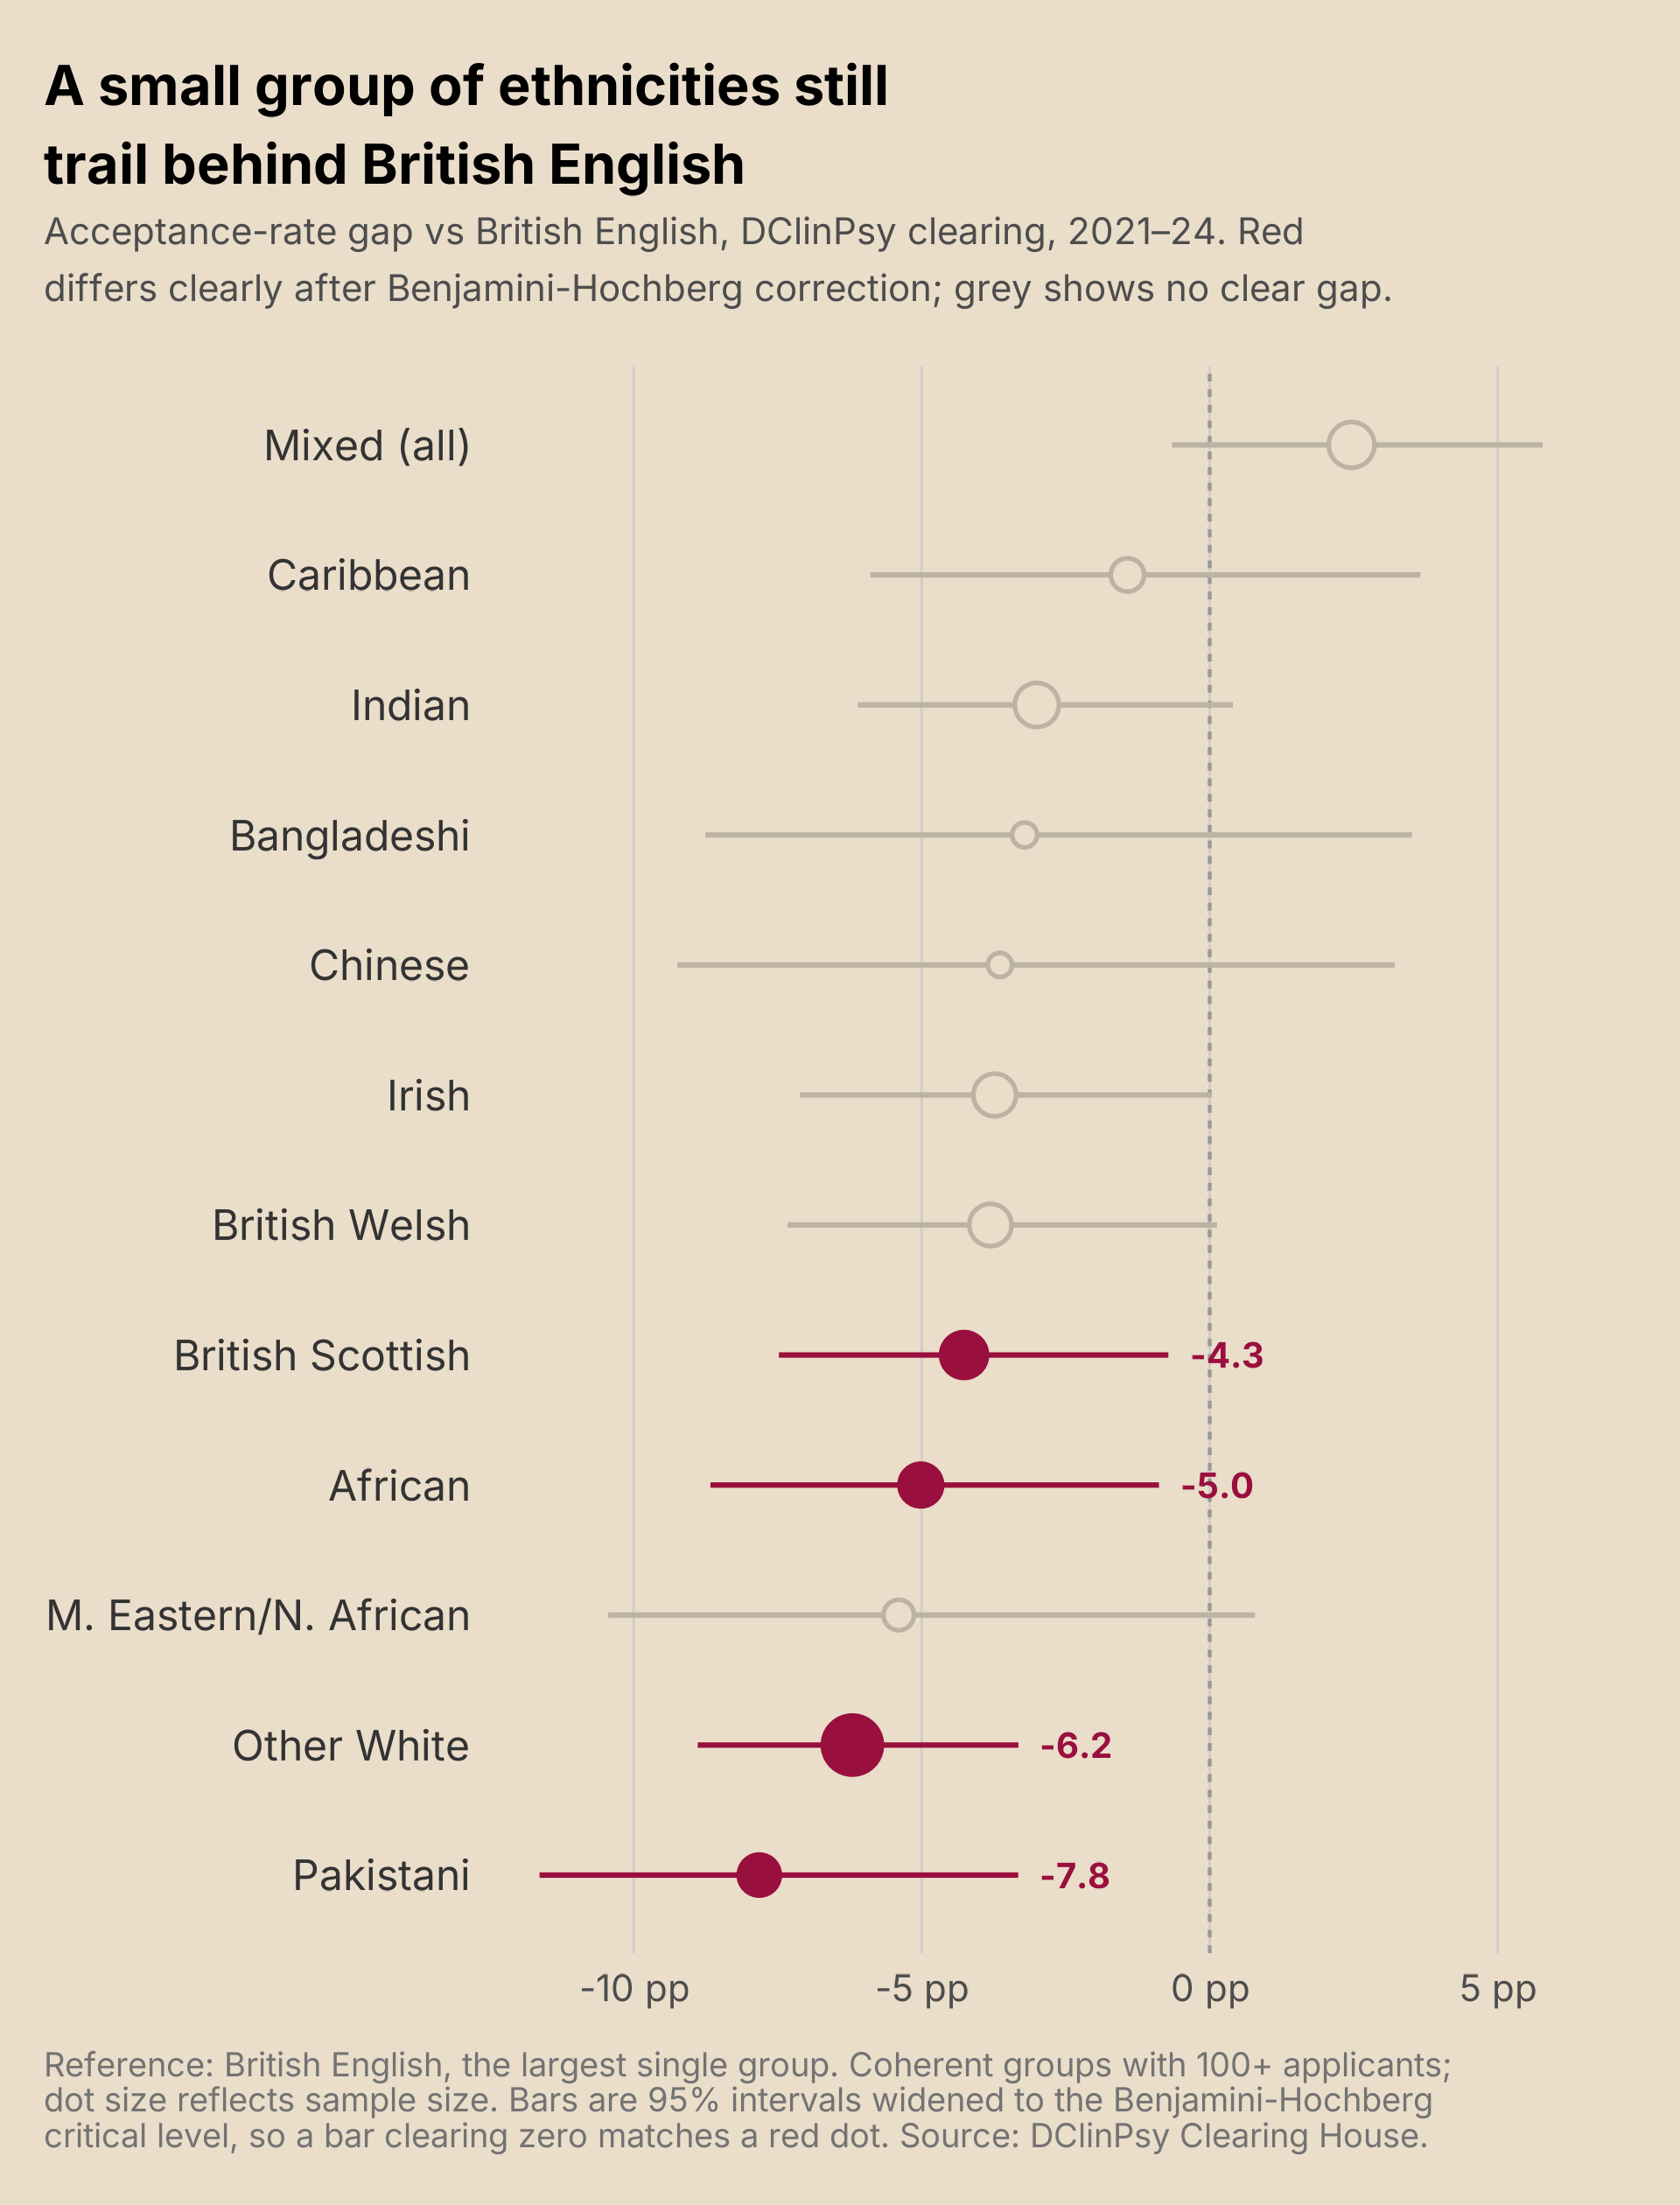 A small group of ethnicities still
trail behind British English
Acceptance-rate gap vs British English, DClinPsy clearing, 2021–24. Red
differs clearly after Benjamini-Hochberg correction; grey shows no clear gap.
Mixed (all)
Caribbean
Indian
Bangladeshi
Chinese
Irish
British Welsh
British Scottish -4.3
African -5.0
M. Eastern/N. African
Other White -6.2
Pakistani -7.8
-10 pp -5 pp 0 pp 5 pp
Reference: British English, the largest single group. Coherent groups with 100+ applicants;
dot size reflects sample size. Bars are 95% intervals widened to the Benjamini-Hochberg
critical level, so a bar clearing zero matches a red dot. Source: DClinPsy Clearing House.